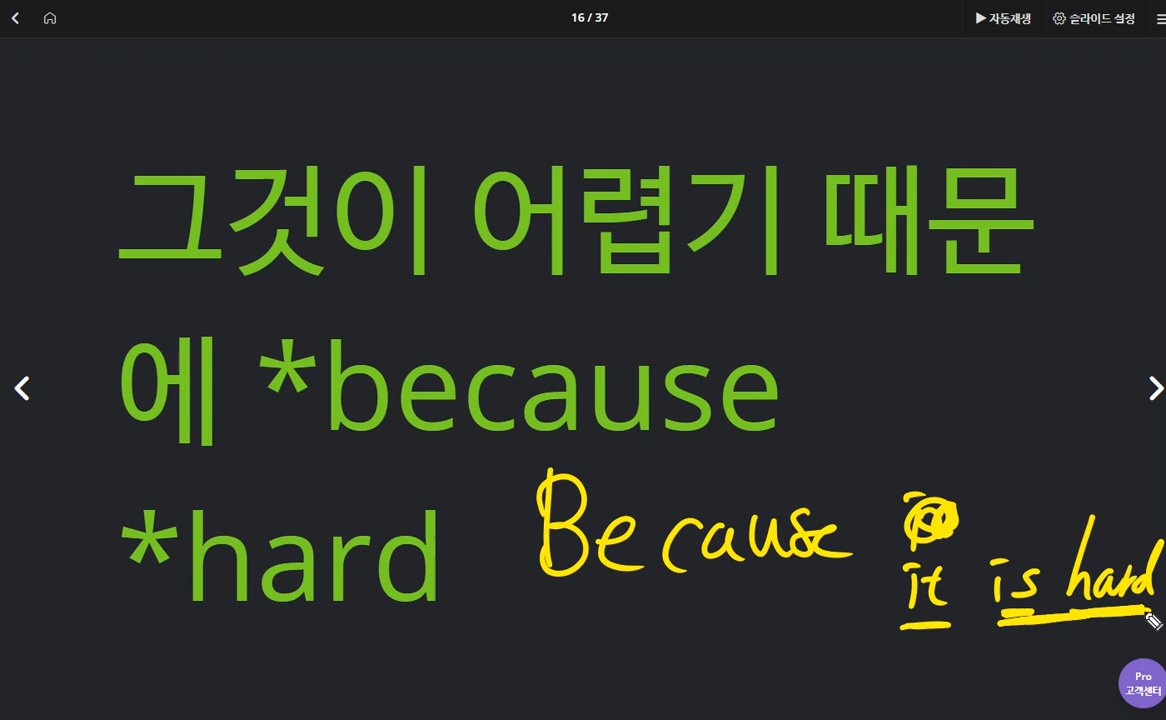 16 / 37
자동재생
슬라이드 설정
그것이 어렵기 때문
에 *because
*hard
Because
it is hard
Pro
고객센터